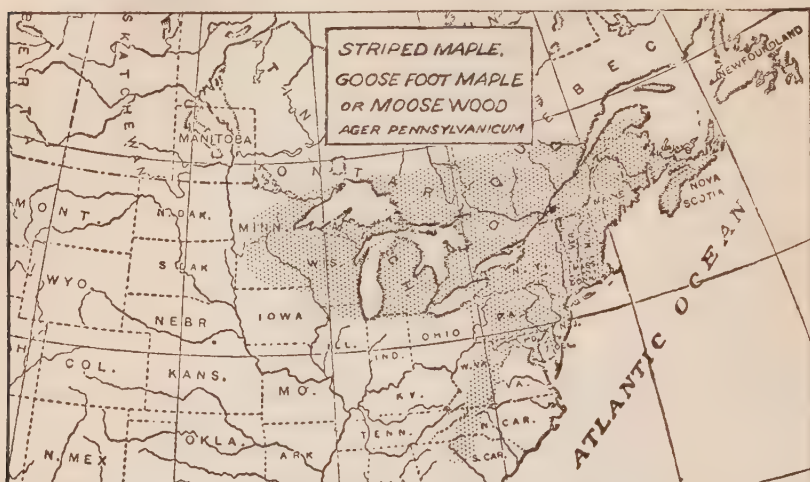 STRIPED MAPLE,
GOOSE FOOT MAPLE
OR MOOSE WOOD
AGER PENNSYLVANICUM
NEWFOUNDLAND
MANITOBA
ONTARIO
NOVA
SCOTIA
MONT.
N.DAK.
MINN.
S.DAK
WIS.
N.Y.
WYO.
NEBR.
IOWA
PA.
IND.
OHIO
COL.
KANS.
MO.
KY.
W.VA.
VA.
OKLA.
ARK
TENN.
N.CAR.
S.CAR.
N.MEX
ATLANTIC OCEAN